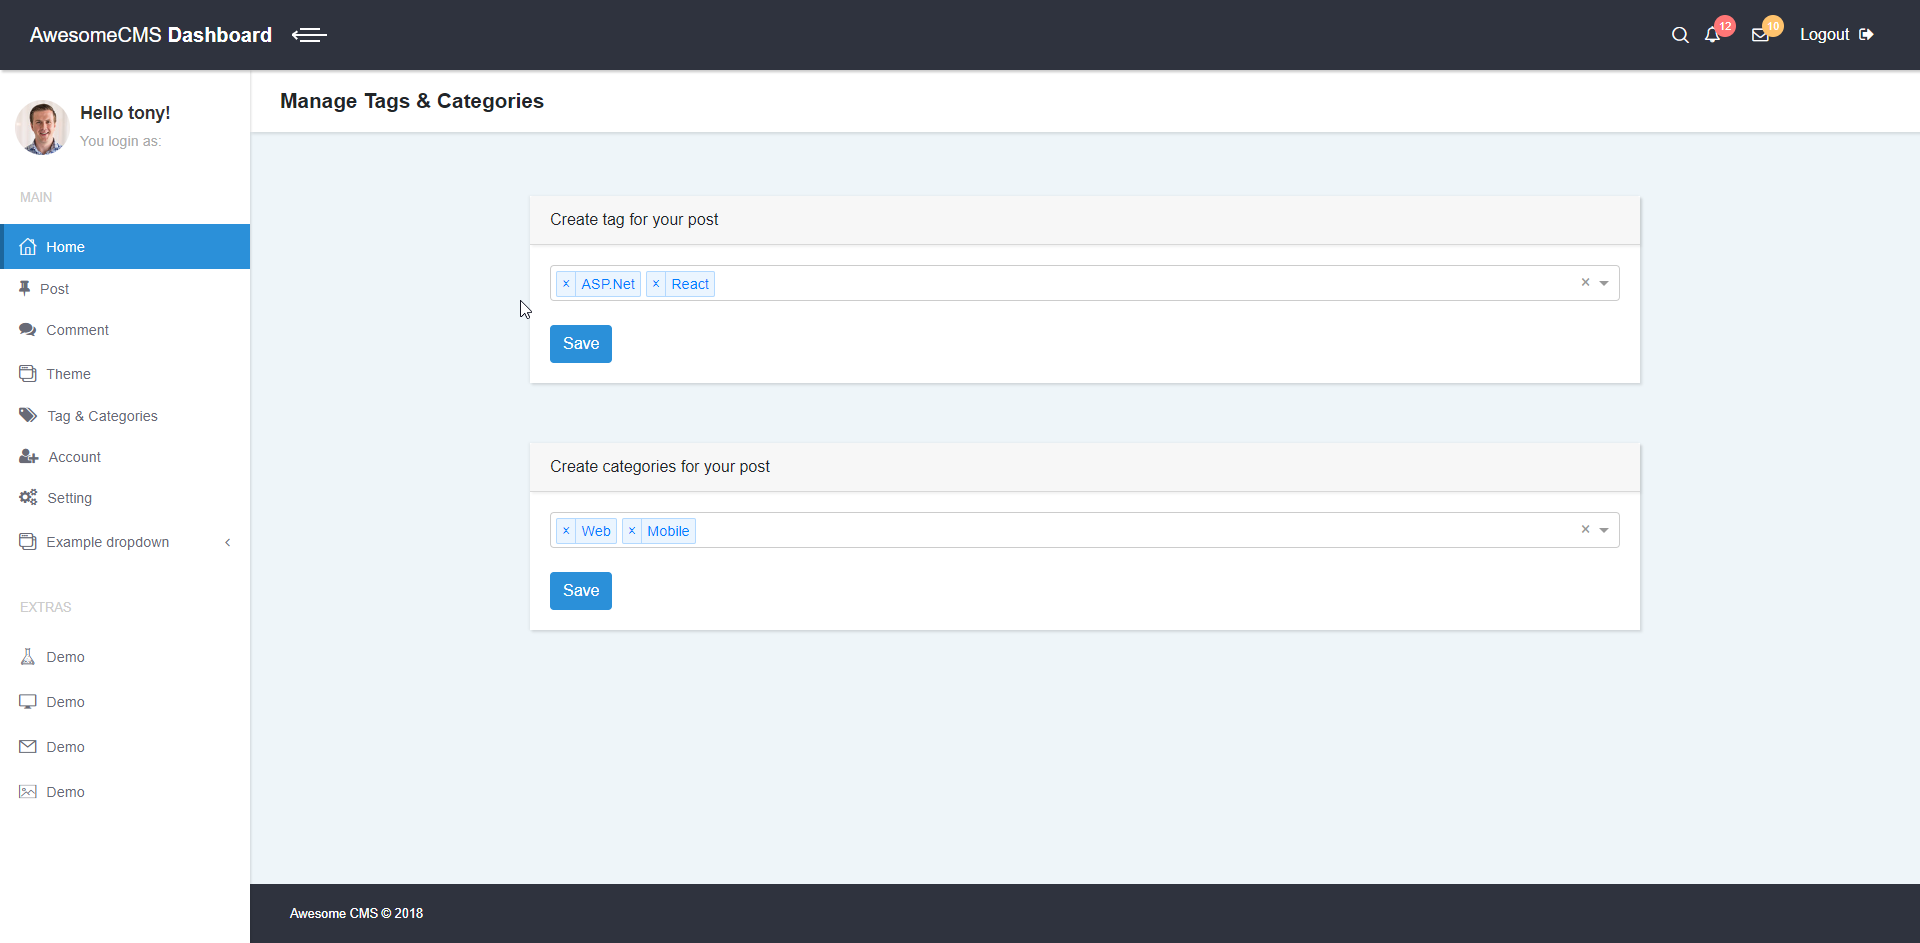 AwesomeCMS Dashboard
12
10
Logout
Hello tony!
You login as:
MAIN
Home
Post
Comment
Theme
Tag & Categories
Account
Setting
Example dropdown
EXTRAS
Demo
Demo
Demo
Demo
Manage Tags & Categories
Create tag for your post
× ASP.Net × React ×
Save
Create categories for your post
× Web × Mobile ×
Save
Awesome CMS © 2018